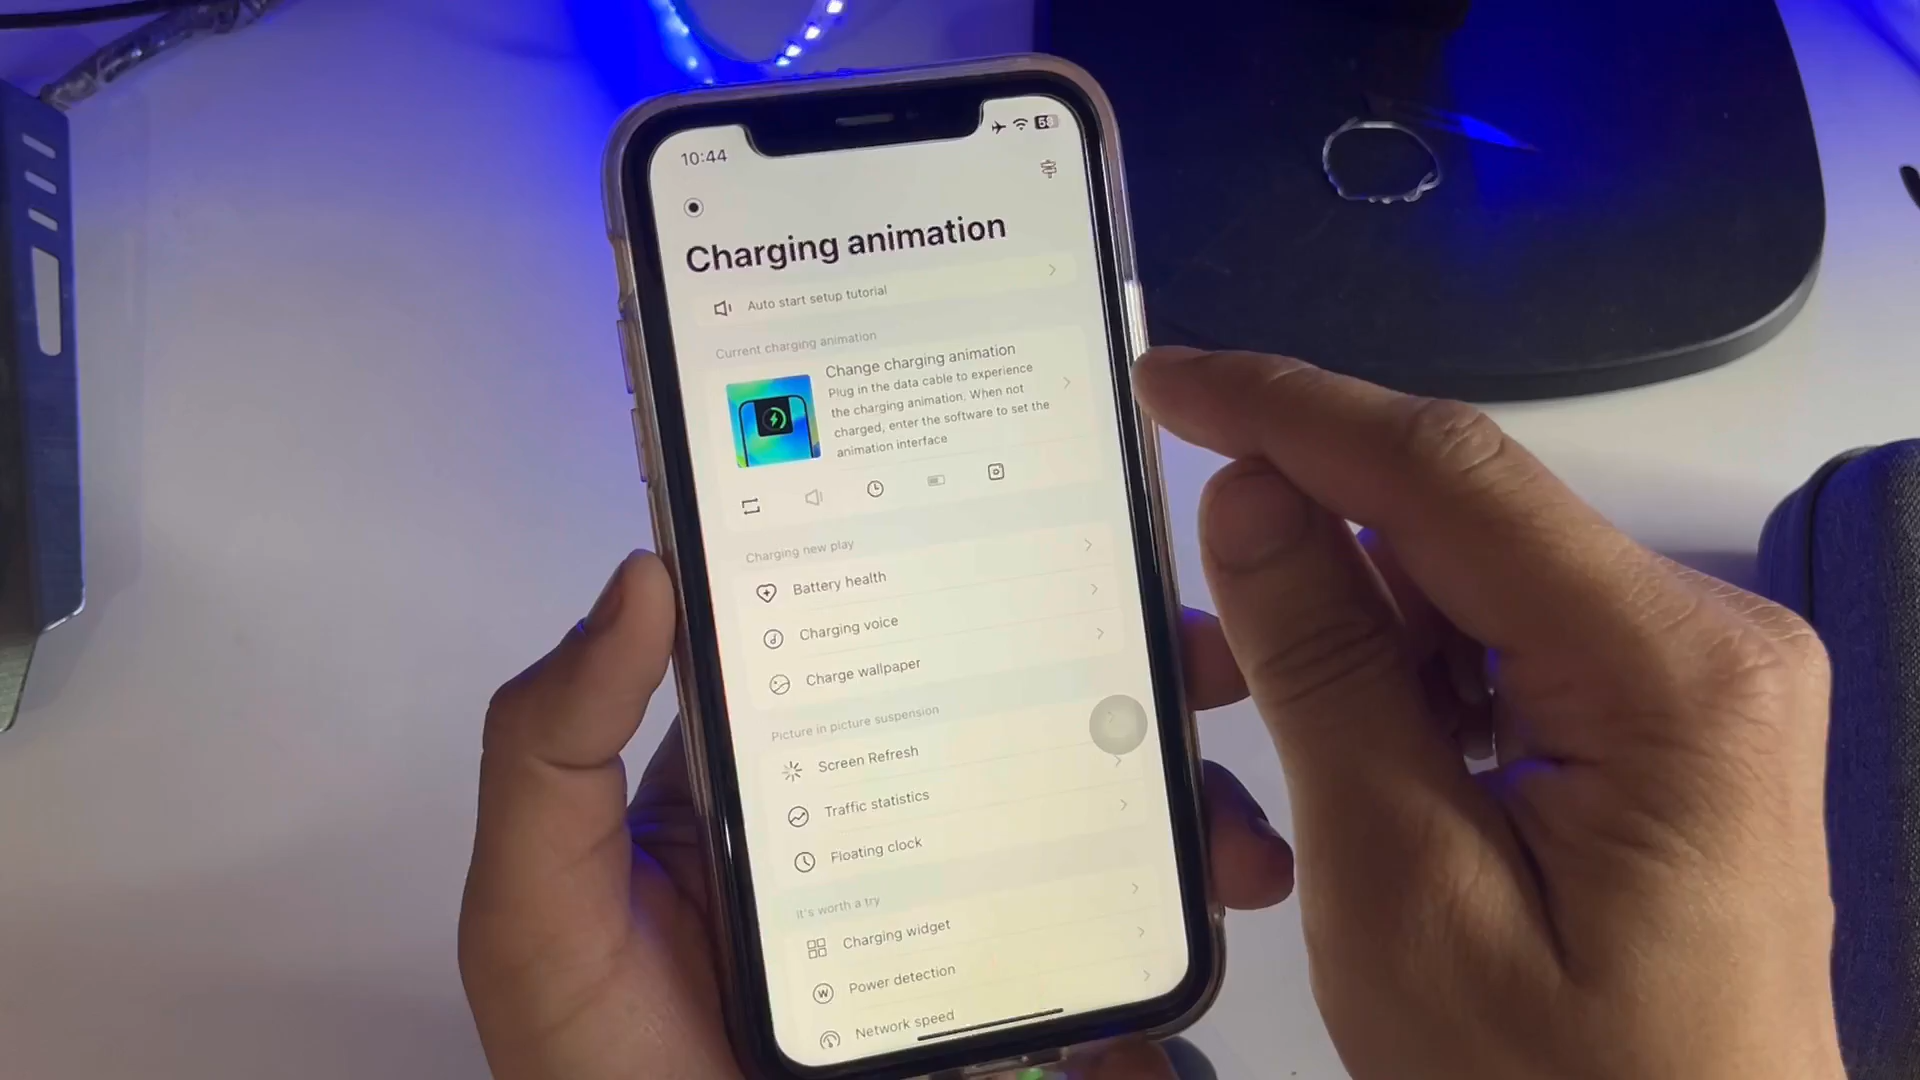 10:44
58
Charging animation
Auto start setup tutorial
Current charging animation
Change charging animation
Plug in the data cable to experience
the charging animation. When not
charged, enter the software to set the
animation interface
Charging new play
Battery health
Charging voice
Charge wallpaper
Picture in picture suspension
Screen Refresh
Traffic statistics
Floating clock
It's worth a try
Charging widget
W Power detection
Network speed